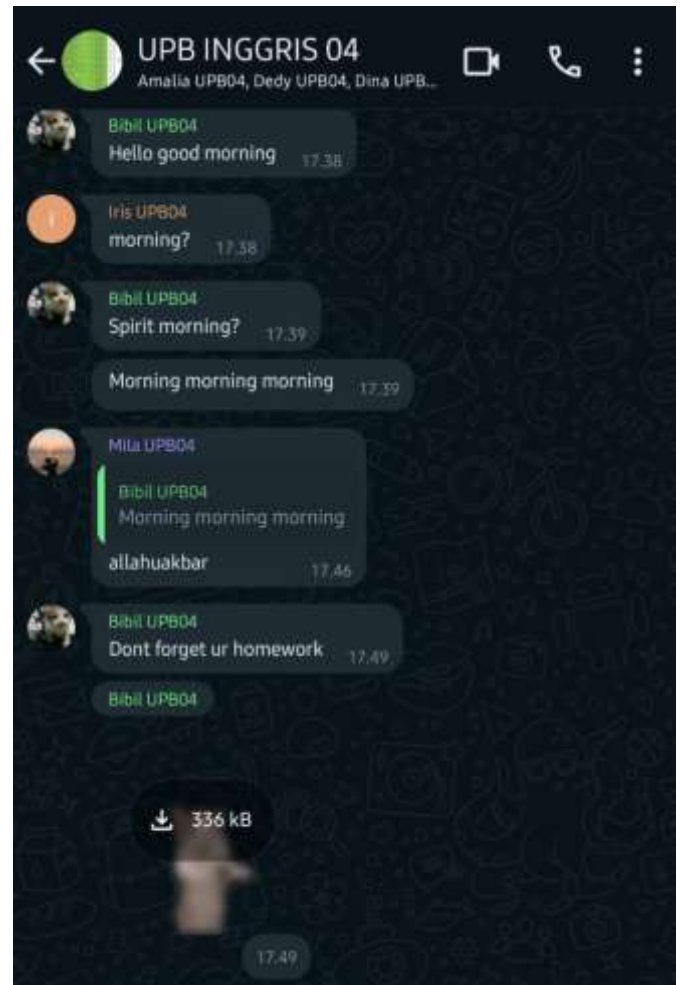 UPB INGGRIS 04
Amalia UPB04, Dedy UPB04, Dina UPB...
Bibil UPB04
Hello good morning 17.38
I
Iris UPB04
morning? 17.38
Bibil UPB04
Spirit morning? 17.39
Morning morning morning 17.39
Mila UPB04
Bibil UPB04
Morning morning morning
allahuakbar 17.46
Bibil UPB04
Dont forget ur homework 17.49
Bibil UPB04
336 kB
17.49